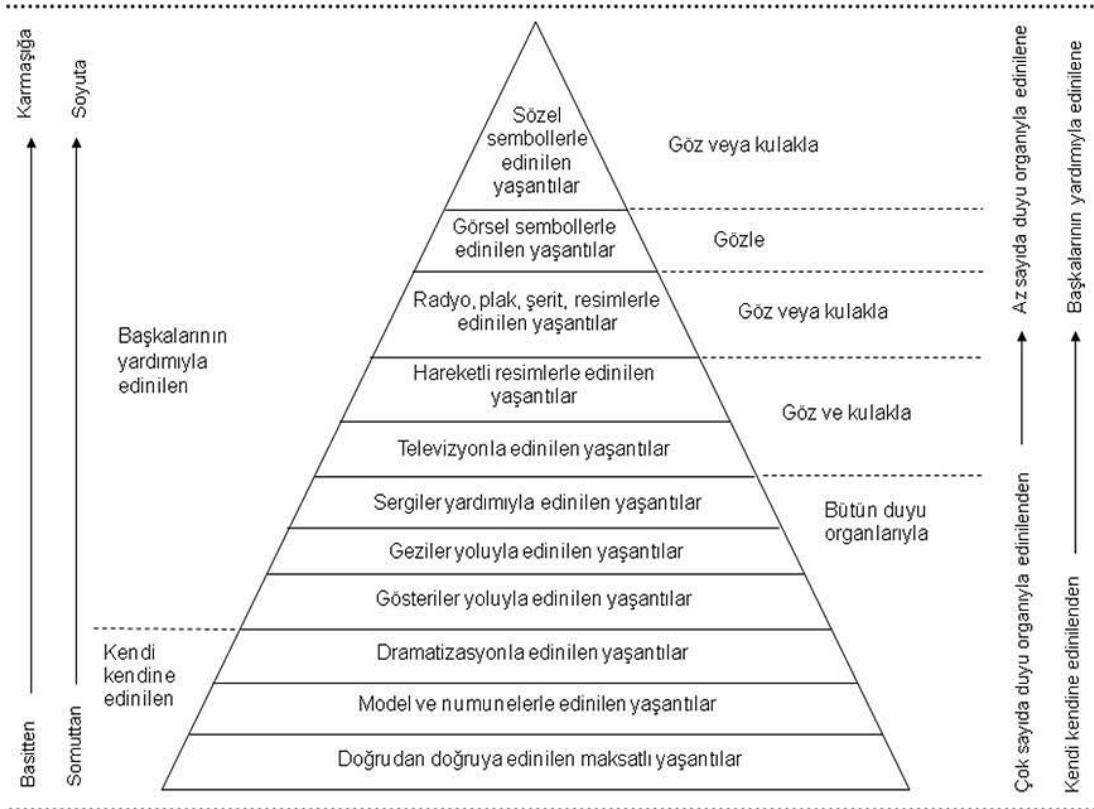 Karmaşığa
Soyuta
Basitten
Somuttan
Başkalarının
yardımıyla
edinilen
Kendi
kendine
edinilen
Sözel
sembollerle
edinilen
yaşantılar
Görsel sembollerle
edinilen yaşantılar
Radyo, plak, şerit, resimlerle
edinilen yaşantılar
Hareketli resimlerle edinilen
yaşantılar
Televizyonla edinilen yaşantılar
Sergiler yardımıyla edinilen yaşantılar
Geziler yoluyla edinilen yaşantılar
Gösteriler yoluyla edinilen yaşantılar
Dramatizasyonla edinilen yaşantılar
Model ve numunelerle edinilen yaşantılar
Doğrudan doğruya edinilen maksatlı yaşantılar
Göz veya kulakla
Gözle
Göz veya kulakla
Göz ve kulakla
Bütün duyu
organlarıyla
Az sayıda duyu organıyla edinilene
Çok sayıda duyu organıyla edinilenden
Başkalarının yardımıyla edinilene
Kendi kendine edinilenden